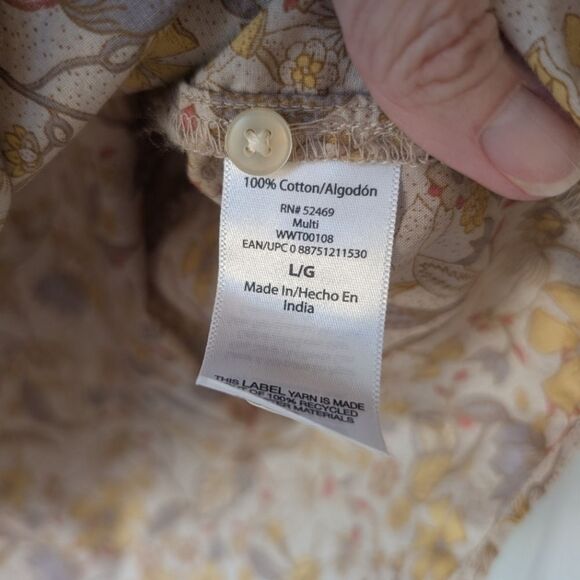 100% Cotton/Algodón
RN# 52469
Multi
WWT00108
EAN/UPC 0 88751211530
L/G
Made In/Hecho En
India
THIS LABEL YARN IS MADE
OF 100% RECYCLED
MATERIALS